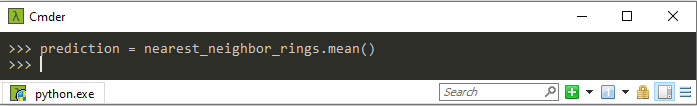 Cmder
>>> prediction = nearest_neighbor_rings.mean()
>>>
python.exe
Search